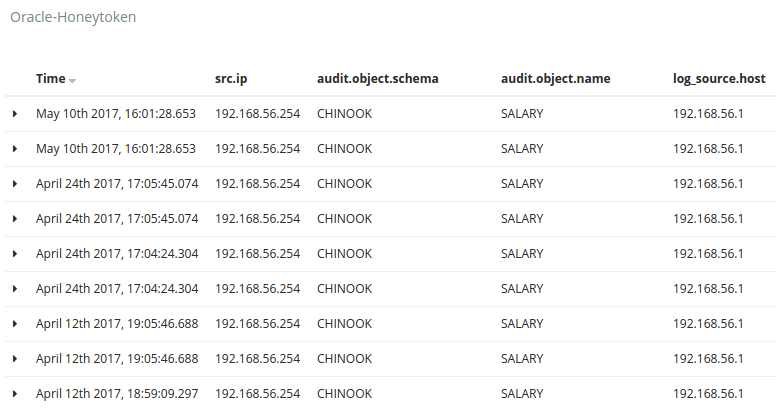 Oracle-Honeytoken
Time src.ip audit.object.schema audit.object.name log_source.host
May 10th 2017, 16:01:28.653 192.168.56.254 CHINOOK SALARY 192.168.56.1
May 10th 2017, 16:01:28.653 192.168.56.254 CHINOOK SALARY 192.168.56.1
April 24th 2017, 17:05:45.074 192.168.56.254 CHINOOK SALARY 192.168.56.1
April 24th 2017, 17:05:45.074 192.168.56.254 CHINOOK SALARY 192.168.56.1
April 24th 2017, 17:04:24.304 192.168.56.254 CHINOOK SALARY 192.168.56.1
April 24th 2017, 17:04:24.304 192.168.56.254 CHINOOK SALARY 192.168.56.1
April 12th 2017, 19:05:46.688 192.168.56.254 CHINOOK SALARY 192.168.56.1
April 12th 2017, 19:05:46.688 192.168.56.254 CHINOOK SALARY 192.168.56.1
April 12th 2017, 18:59:09.297 192.168.56.254 CHINOOK SALARY 192.168.56.1